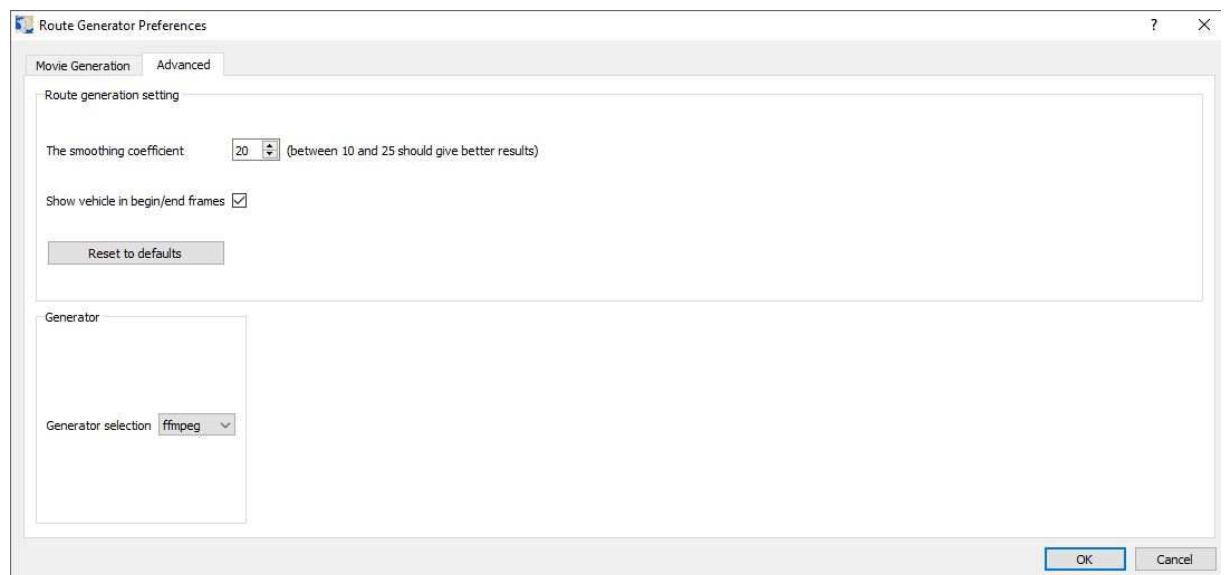 Route Generator Preferences
Movie Generation Advanced
Route generation setting
The smoothing coefficient 20 (between 10 and 25 should give better results)
Show vehicle in begin/end frames
Reset to defaults
Generator
Generator selection ffmpeg
OK Cancel